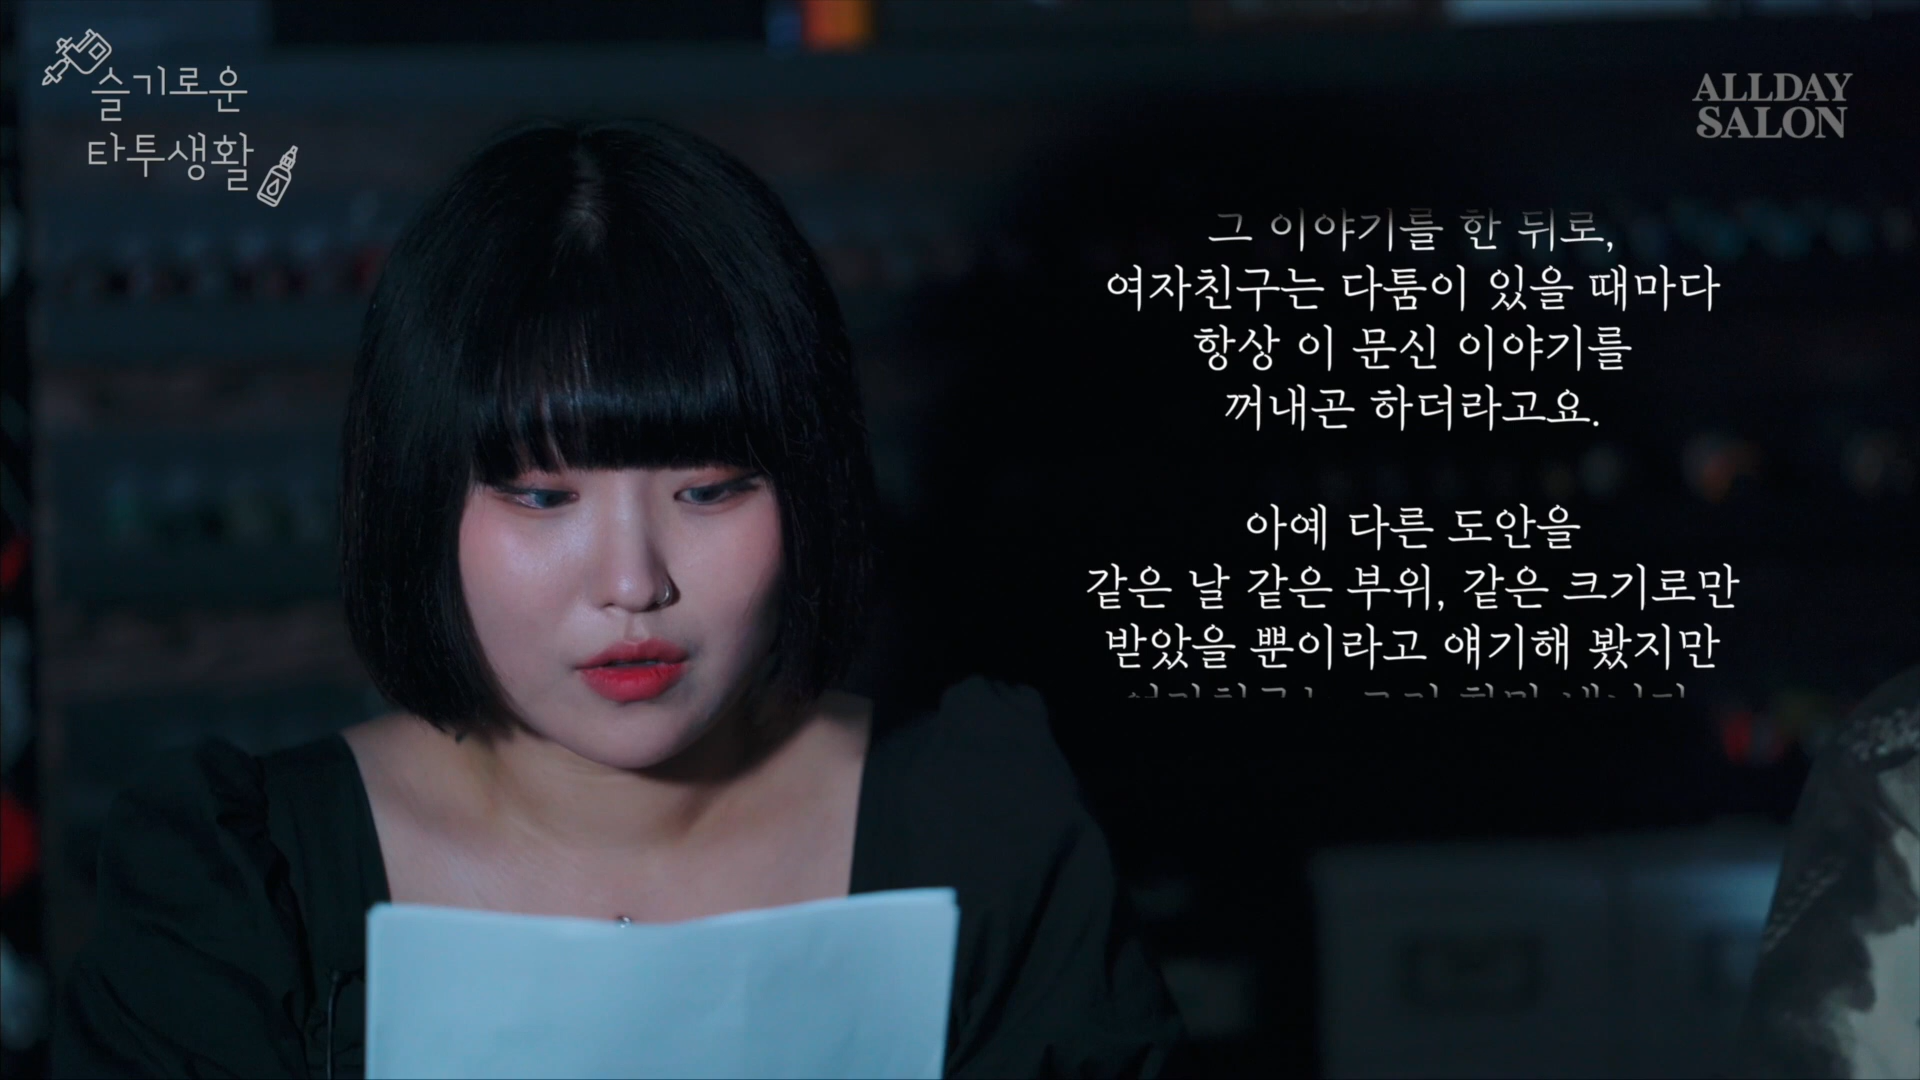 슬기로운
타투생활
ALLDAY
SALON
그 이야기를 한 뒤로,
여자친구는 다툼이 있을 때마다
항상 이 문신 이야기를
꺼내곤 하더라고요.
아예 다른 도안을
같은 날 같은 부위, 같은 크기로만
받았을 뿐이라고 얘기해 봤지만